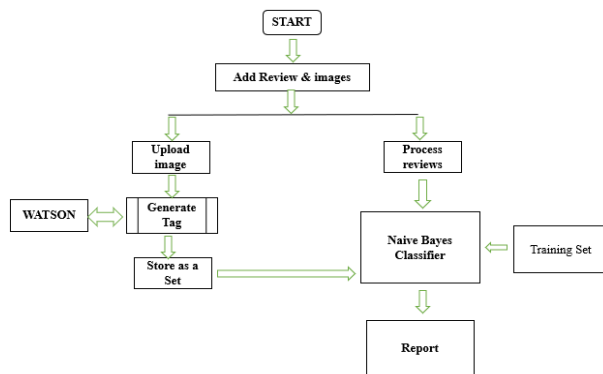 START
Add Review & images
Upload
image
Process
reviews
WATSON
Generate
Tag
Naive Bayes
Classifier
Training Set
Store as a
Set
Report